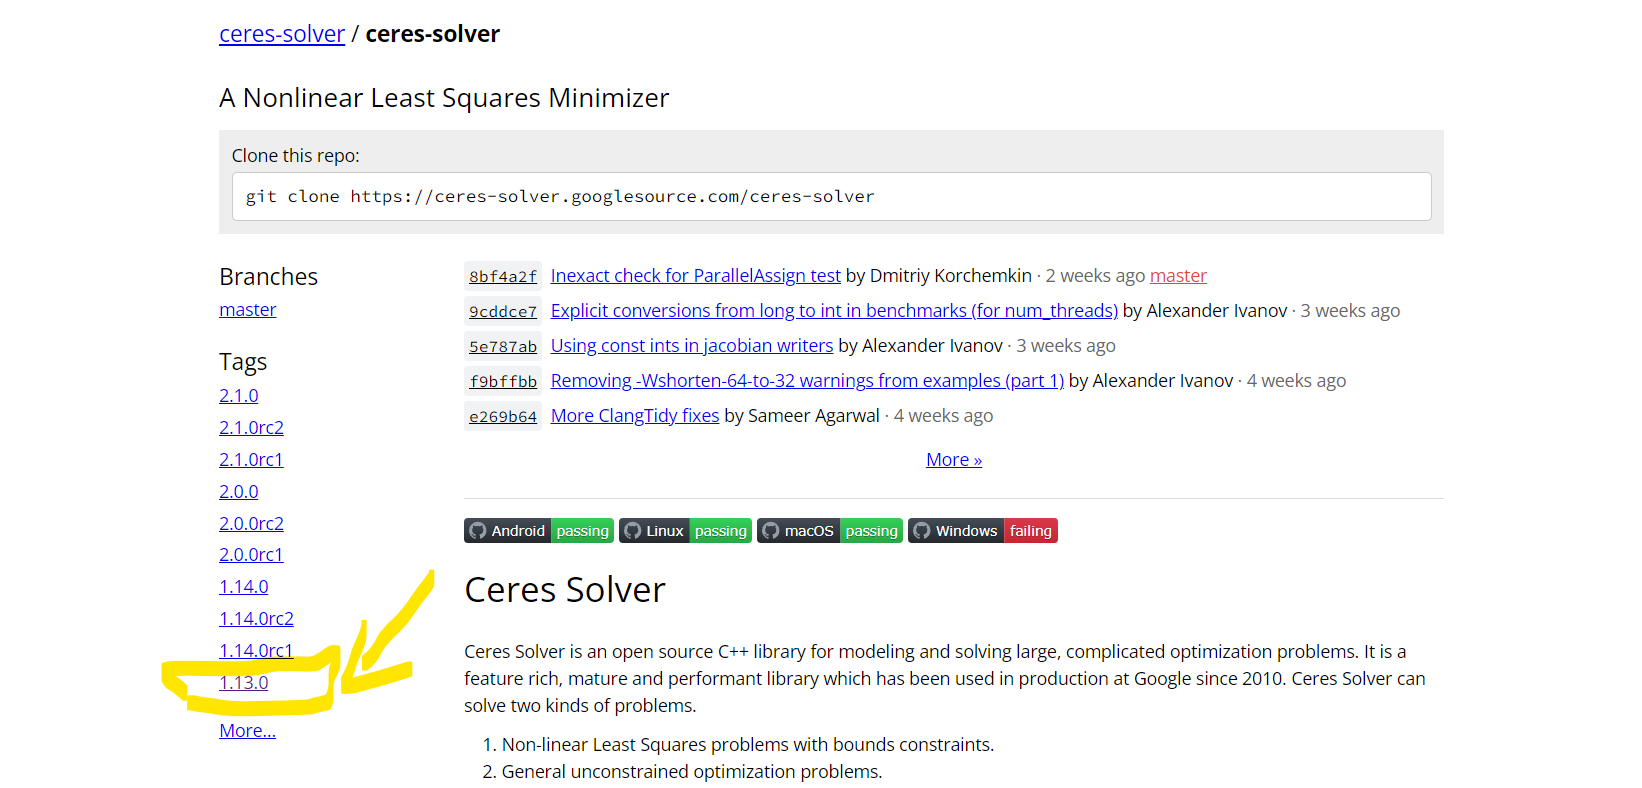 ceres-solver / ceres-solver
A Nonlinear Least Squares Minimizer
Clone this repo:
git clone https://ceres-solver.googlesource.com/ceres-solver
Branches
master
Tags
2.1.0
2.1.0rc2
2.1.0rc1
2.0.0
2.0.0rc2
2.0.0rc1
1.14.0
1.14.0rc2
1.14.0rc1
1.13.0
More...
8bf4a2f Inexact check for ParallelAssign test by Dmitriy Korchemkin · 2 weeks ago master
9cddce7 Explicit conversions from long to int in benchmarks (for num_threads) by Alexander Ivanov · 3 weeks ago
5e787ab Using const ints in jacobian writers by Alexander Ivanov · 3 weeks ago
f9bffbb Removing -Wshorten-64-to-32 warnings from examples (part 1) by Alexander Ivanov · 4 weeks ago
e269b64 More ClangTidy fixes by Sameer Agarwal · 4 weeks ago
More »
Android passing Linux passing macOS passing Windows failing
Ceres Solver
Ceres Solver is an open source C++ library for modeling and solving large, complicated optimization problems. It is a
feature rich, mature and performant library which has been used in production at Google since 2010. Ceres Solver can
solve two kinds of problems.
1. Non-linear Least Squares problems with bounds constraints.
2. General unconstrained optimization problems.